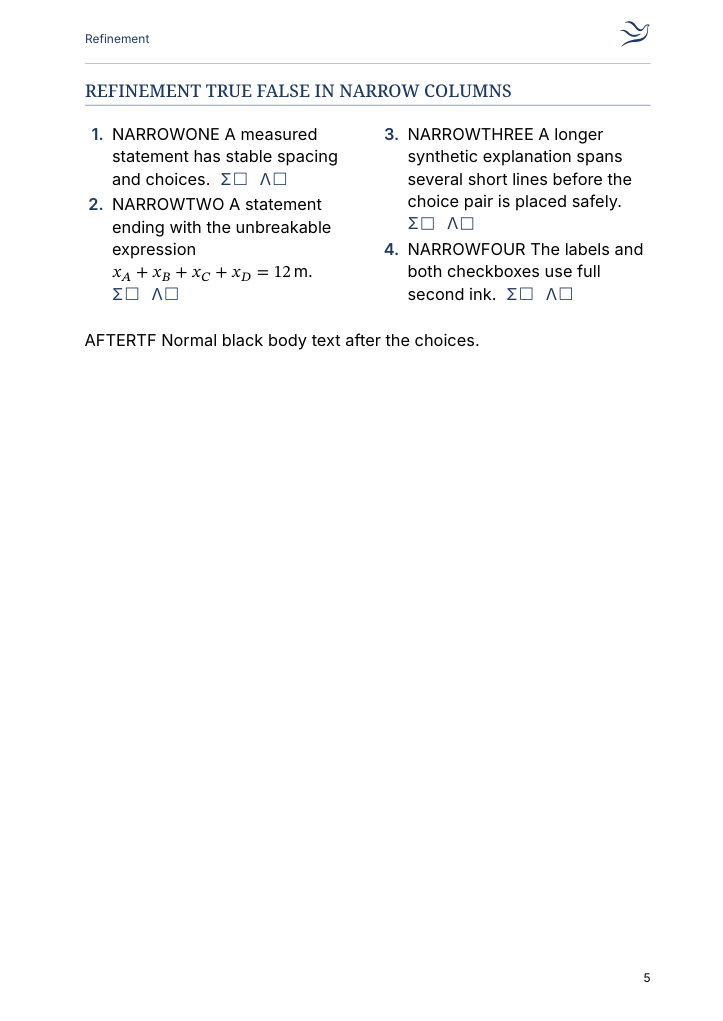 Refinement
REFINEMENT TRUE FALSE IN NARROW COLUMNS
1. NARROWONE A measured
statement has stable spacing
and choices. Σ☐ Λ☐
2. NARROWTWO A statement
ending with the unbreakable
expression
x_A + x_B + x_C + x_D = 12 m.
Σ☐ Λ☐
3. NARROWTHREE A longer
synthetic explanation spans
several short lines before the
choice pair is placed safely.
Σ☐ Λ☐
4. NARROWFOUR The labels and
both checkboxes use full
second ink. Σ☐ Λ☐
AFTERTF Normal black body text after the choices.
5